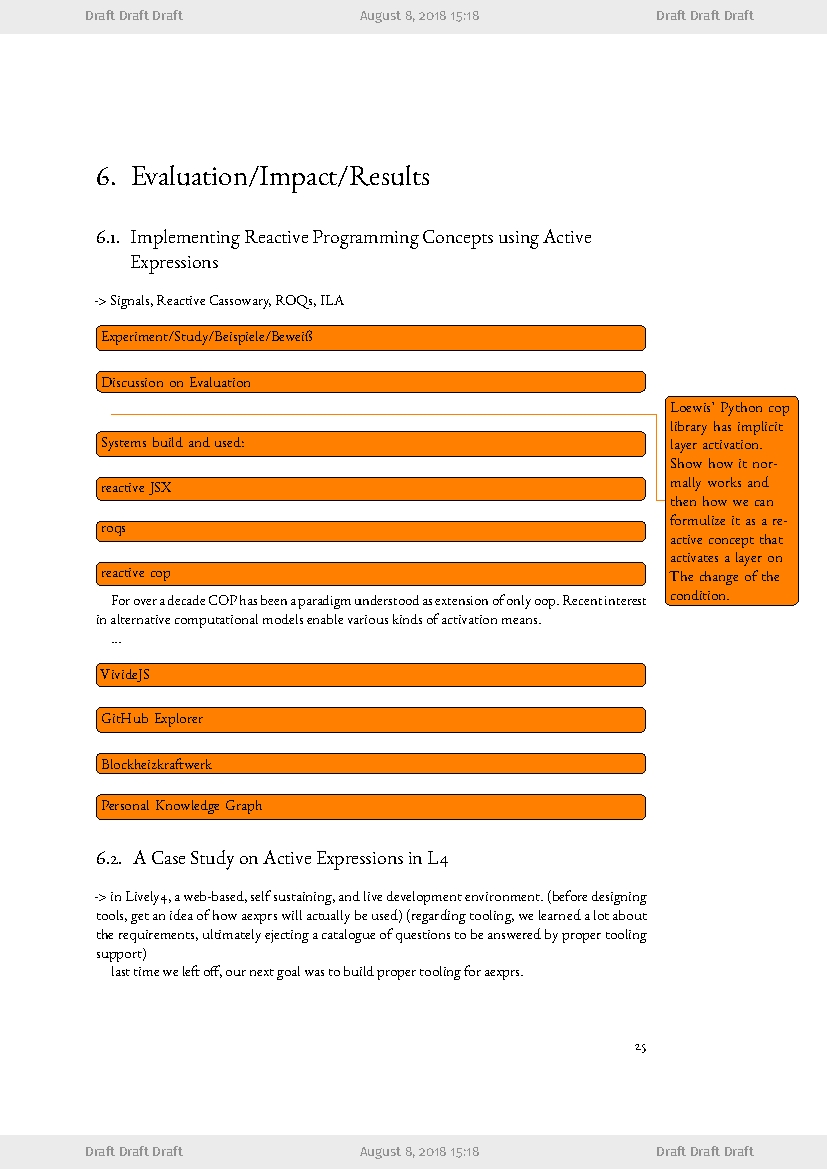 Draft Draft Draft August 8, 2018 15:18 Draft Draft Draft
6. Evaluation/Impact/Results
6.1. Implementing Reactive Programming Concepts using Active
Expressions
-> Signals, Reactive Cassowary, ROQs, ILA
Experiment/Study/Beispiele/Beweiß
Discussion on Evaluation
Loewis' Python cop
library has implicit
layer activation.
Show how it nor-
mally works and
then how we can
formulize it as a re-
active concept that
activates a layer on
The change of the
condition.
Systems build and used:
reactive JSX
roqs
reactive cop
For over a decade COP has been a paradigm understood as extension of only oop. Recent interest
in alternative computational models enable various kinds of activation means.
...
VivideJS
GitHub Explorer
Blockheizkraftwerk
Personal Knowledge Graph
6.2. A Case Study on Active Expressions in L4
-> in Lively4, a web-based, self sustaining, and live development environment. (before designing
tools, get an idea of how aexprs will actually be used) (regarding tooling, we learned a lot about
the requirements, ultimately ejecting a catalogue of questions to be answered by proper tooling
support)
last time we left off, our next goal was to build proper tooling for aexprs.
25
Draft Draft Draft August 8, 2018 15:18 Draft Draft Draft